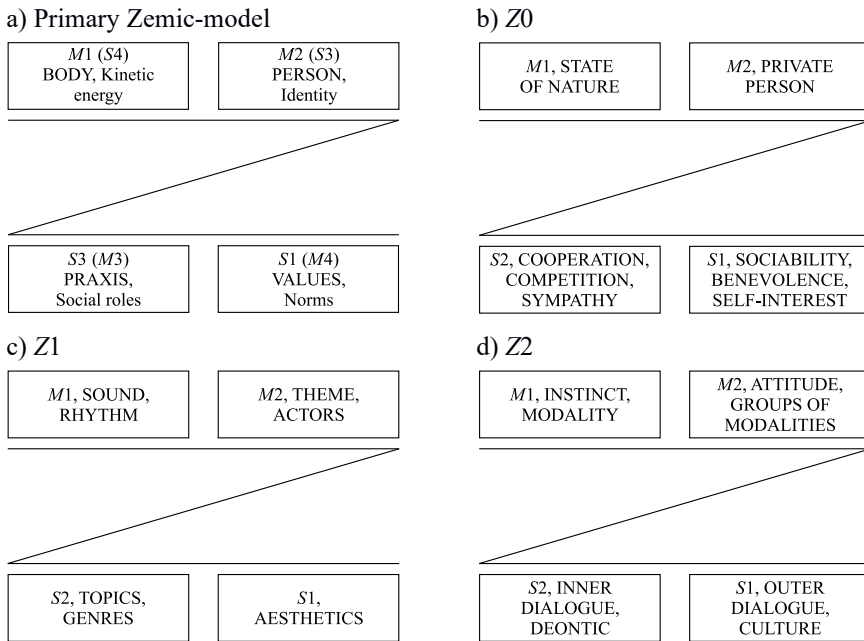 a) Primary Zemic-model
M1 (S4)
BODY, Kinetic
energy
M2 (S3)
PERSON,
Identity
S3 (M3)
PRAXIS,
Social roles
S1 (M4)
VALUES,
Norms
b) Z0
M1, STATE
OF NATURE
M2, PRIVATE
PERSON
S2, COOPERATION,
COMPETITION,
SYMPATHY
S1, SOCIABILITY,
BENEVOLENCE,
SELF-INTEREST
c) Z1
M1, SOUND,
RHYTHM
M2, THEME,
ACTORS
S2, TOPICS,
GENRES
S1,
AESTHETICS
d) Z2
M1, INSTINCT,
MODALITY
M2, ATTITUDE,
GROUPS OF
MODALITIES
S2, INNER
DIALOGUE,
DEONTIC
S1, OUTER
DIALOGUE,
CULTURE